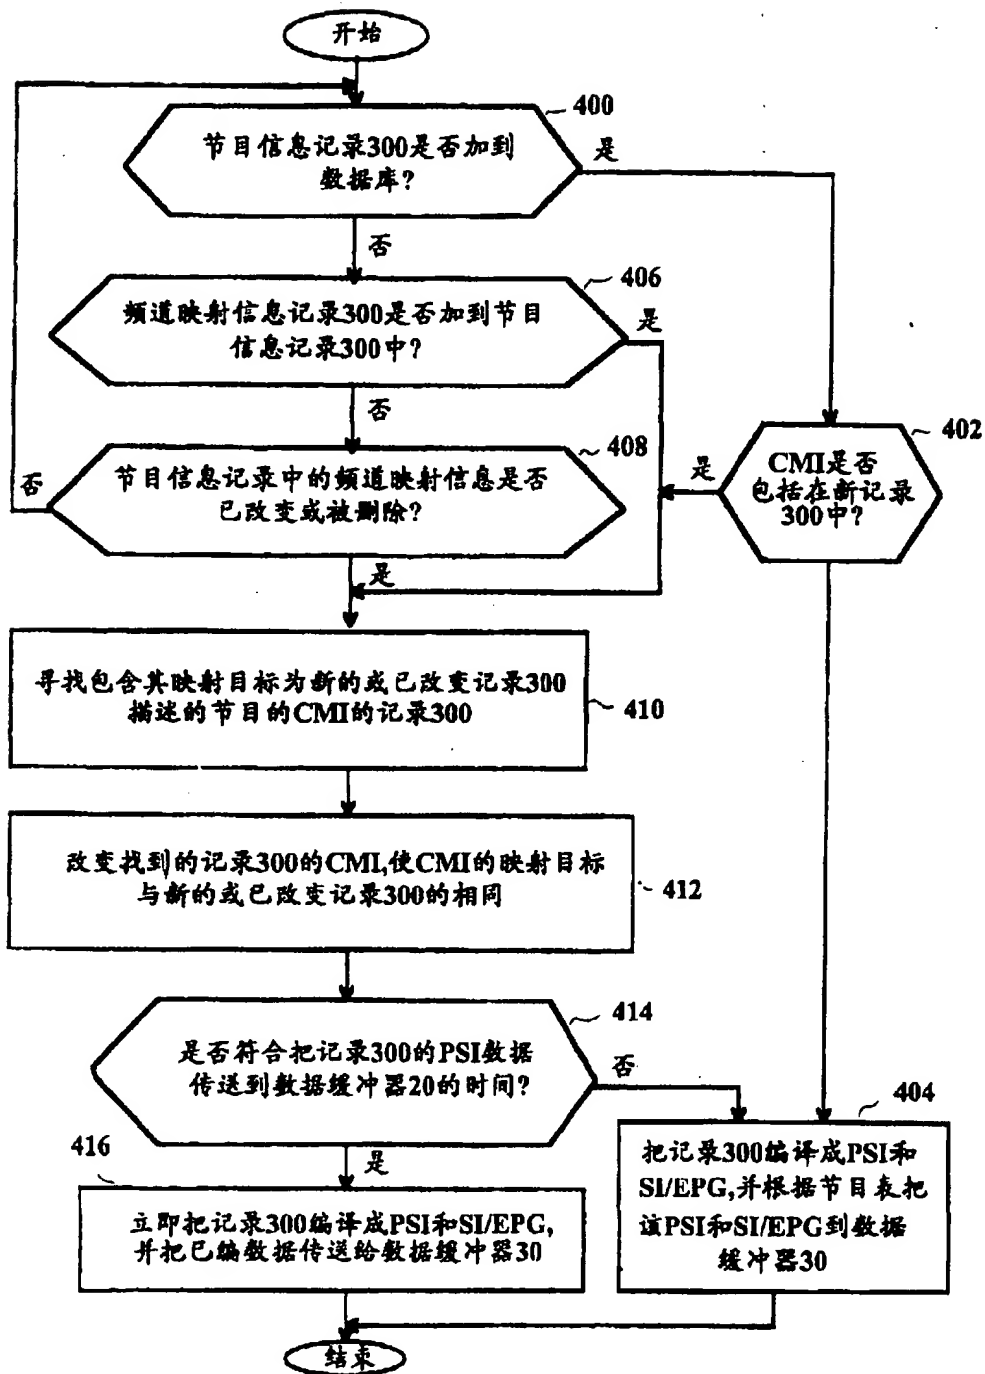 开始
400
节目信息记录300是否加到
数据库?
是
否
406
频道映射信息记录300是否加到节目
信息记录300中?
是
否
408
节目信息记录中的频道映射信息是否
已改变或被删除?
否
是
402
CMI是否
包括在新记录
300中?
是
寻找包含其映射目标为新的或已改变记录300
描述的节目的CMI的记录300
410
改变找到的记录300的CMI,使CMI的映射目标
与新的或已改变记录300的相同
412
414
是否符合把记录300的PSI数据
传送到数据缓冲器20的时间?
否
是
416
立即把记录300编译成PSI和SI/EPG,
并把已编数据传送给数据缓冲器30
404
把记录300编译成PSI和
SI/EPG,并根据节目表把
该PSI和SI/EPG到数据
缓冲器30
结束